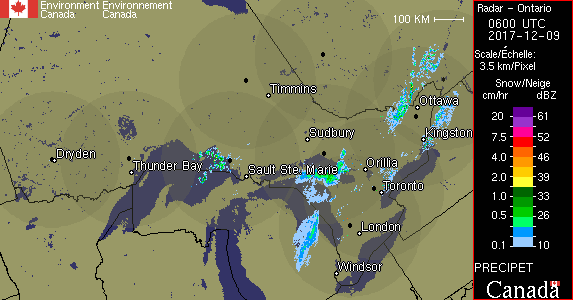 Environment Environnement
Canada Canada
100 KM
Timmins
Ottawa
Sudbury
Kingston
Dryden
Thunder Bay
Sault Ste. Marie
Orillia
Toronto
London
Windsor
Radar - Ontario
0600 UTC
2017-12-09
Scale/Échelle:
3.5 km/Pixel
Snow/Neige
cm/hr dBZ
20 61
7.5 52
4.0 46
2.0 39
1.0 33
0.5 26
0.1 10
PRECIPET
Canada